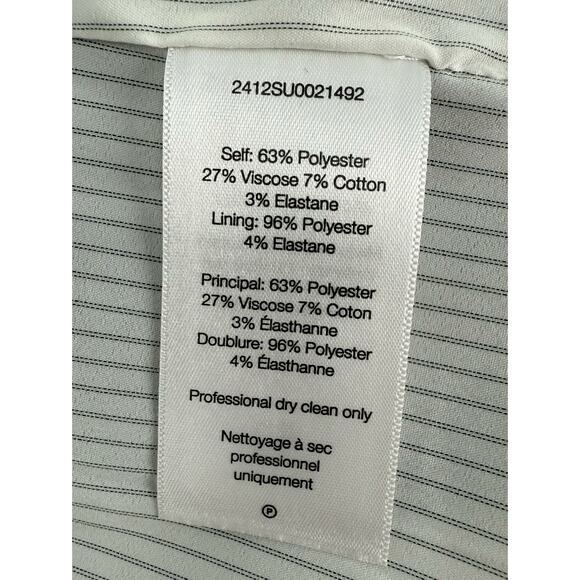 2412SU0021492
Self: 63% Polyester
27% Viscose 7% Cotton
3% Elastane
Lining: 96% Polyester
4% Elastane
Principal: 63% Polyester
27% Viscose 7% Coton
3% Élasthanne
Doublure: 96% Polyester
4% Élasthanne
Professional dry clean only
Nettoyage à sec
professionnel
uniquement
P